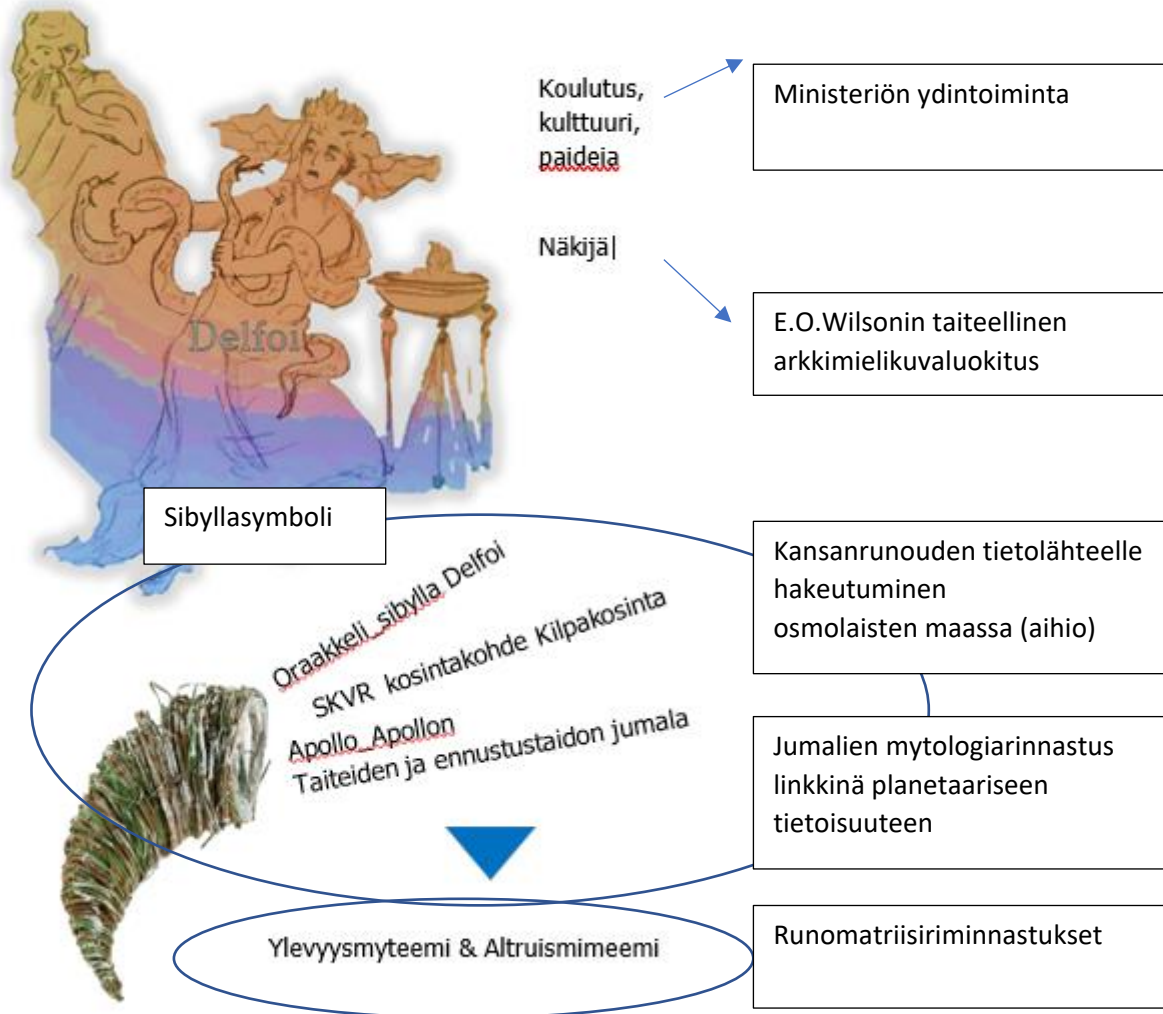 Koulutus,
kulttuuri,
paideia
Ministeriön ydintoiminta
Näkijä
Delfoi
E.O.Wilsonin taiteellinen
arkkimielikuvaluokitus
Sibyllasymboli
Oraakkeli_sibylla Delfoi
SKVR kosintakohde Kilpakosinta
Apollo_Apollon
Taiteiden ja ennustustaidon jumala
Kansanrunouden tietolähteelle
hakeutuminen
osmolaisten maassa (aihio)
Jumalien mytologiarinnastus
linkkinä planetaariseen
tietoisuuteen
Ylevyysmyteemi & Altruismimeemi
Runomatriisiriminnastukset